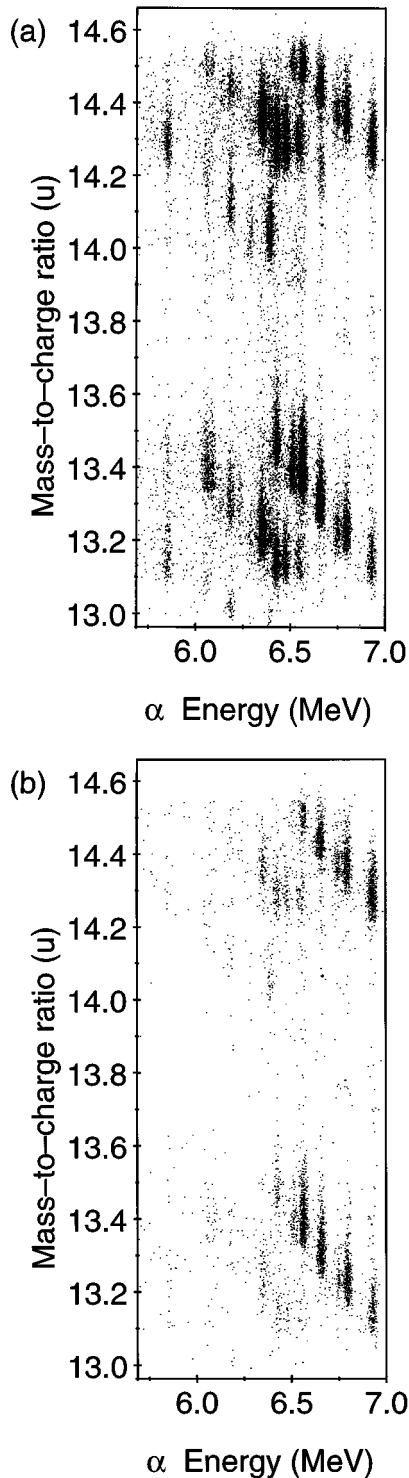 (a)
14.6
14.4
14.2
14.0
13.8
13.6
13.4
13.2
13.0
Mass–to–charge ratio (u)
6.0 6.5 7.0
α Energy (MeV)
(b)
14.6
14.4
14.2
14.0
13.8
13.6
13.4
13.2
13.0
Mass–to–charge ratio (u)
6.0 6.5 7.0
α Energy (MeV)